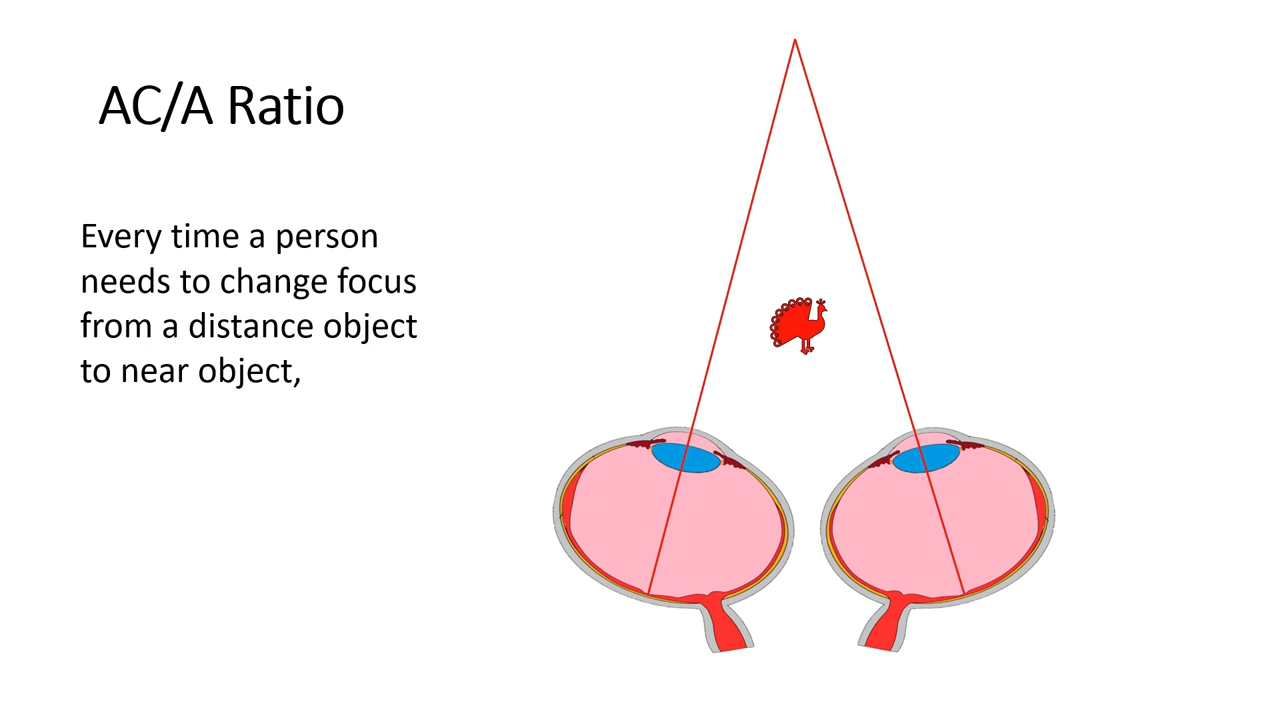 AC/A Ratio
Every time a person
needs to change focus
from a distance object
to near object,